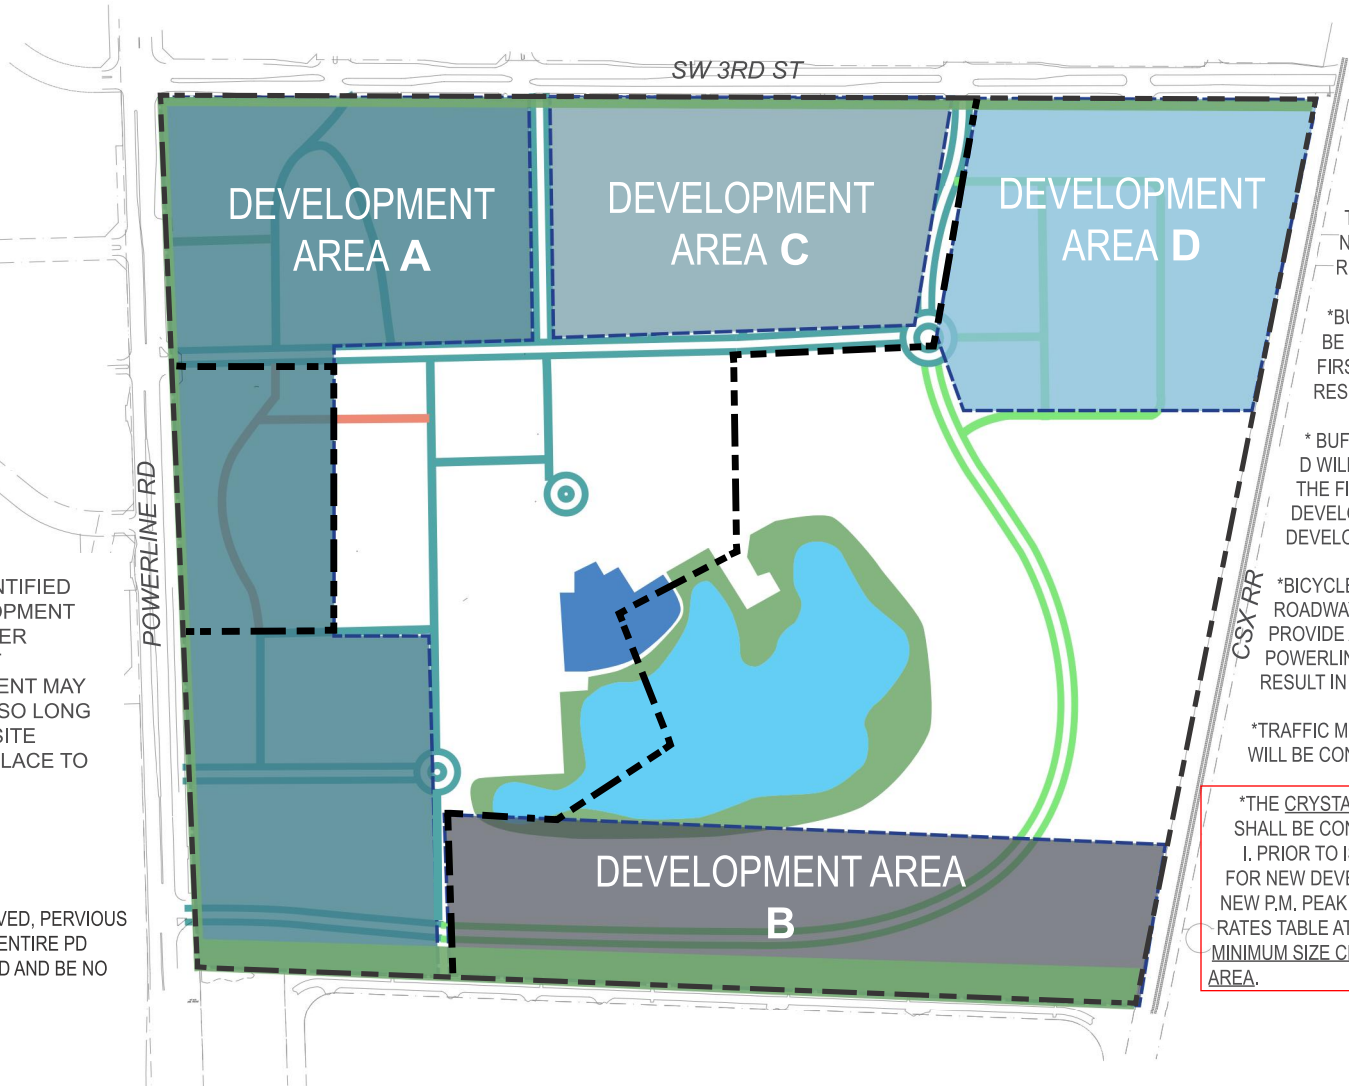 SW 3RD ST
DEVELOPMENT
AREA A
DEVELOPMENT
AREA C
DEVELOPMENT
AREA D
DEVELOPMENT AREA
B
POWERLINE RD
CSX RR
NTIFIED
OPMENT
ER
ENT MAY
SO LONG
SITE
LACE TO
VED, PERVIOUS
ENTIRE PD
D AND BE NO
T
N
R
*BU
BE
FIRS
RES
* BUF
D WILL
THE FI
DEVELO
DEVELO
*BICYCLE
ROADWAY
PROVIDE
POWERLIN
RESULT IN
*TRAFFIC M
WILL BE CON
*THE CRYSTA
SHALL BE CON
I. PRIOR TO I
FOR NEW DEVE
NEW P.M. PEAK
RATES TABLE AT
MINIMUM SIZE C
AREA.